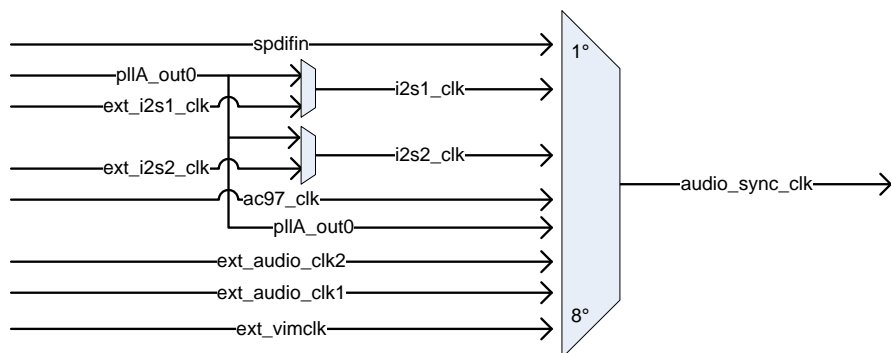 spdifin
1°
pllA_out0
i2s1_clk
ext_i2s1_clk
i2s2_clk
ext_i2s2_clk
audio_sync_clk
ac97_clk
pllA_out0
ext_audio_clk2
ext_audio_clk1
8°
ext_vimclk